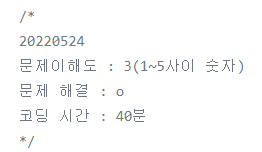 /*
20220524
문제이해도 : 3(1~5사이 숫자)
문제 해결 : o
코딩 시간 : 40분
*/